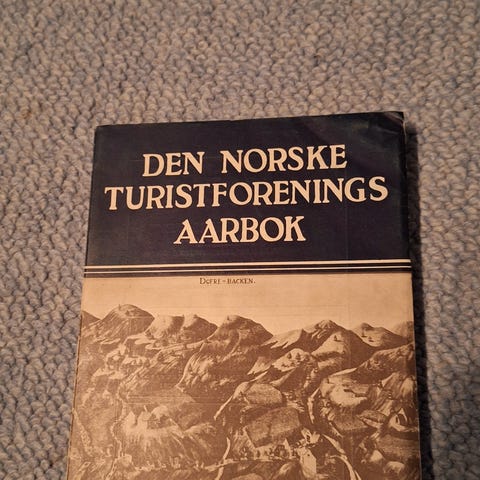 DEN NORSKE
TURISTFORENINGS
AARBOK
DOFRE-BACKEN.